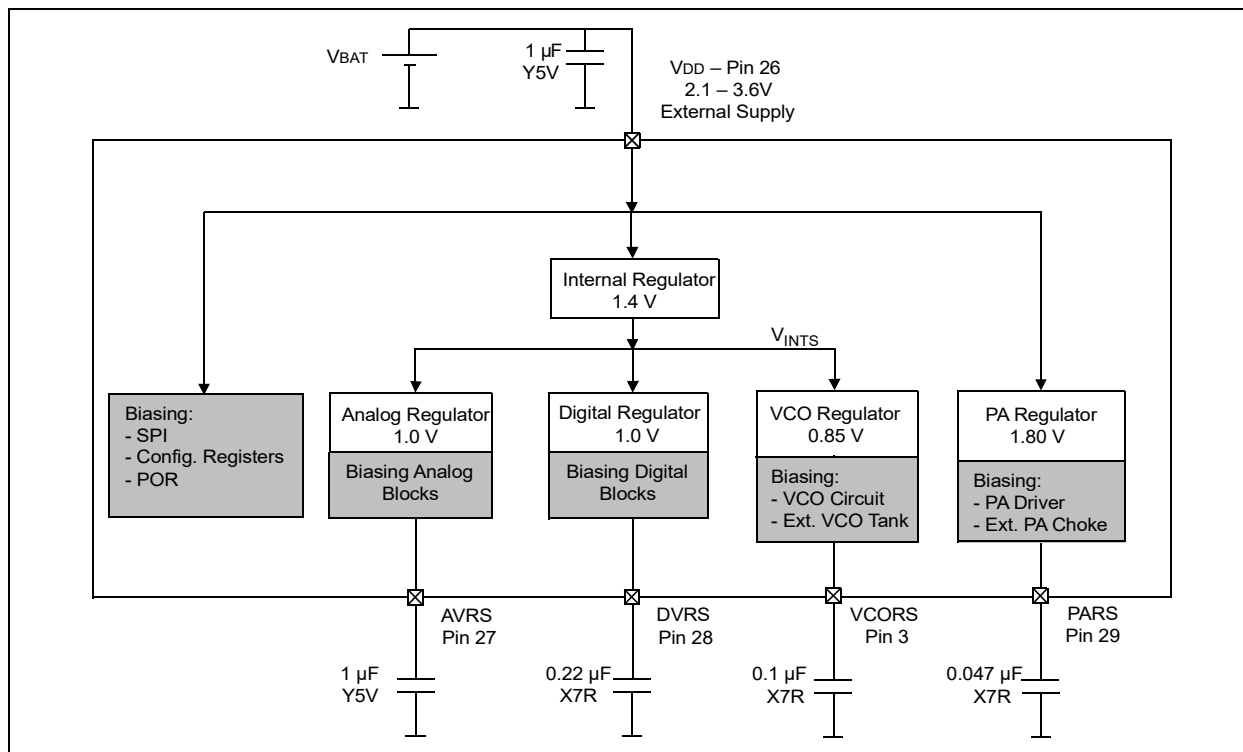 VBAT
1 µF
Y5V
VDD – Pin 26
2.1 – 3.6V
External Supply
Internal Regulator
1.4 V
VINTS
Biasing:
- SPI
- Config. Registers
- POR
Analog Regulator
1.0 V
Biasing Analog
Blocks
Digital Regulator
1.0 V
Biasing Digital
Blocks
VCO Regulator
0.85 V
Biasing:
- VCO Circuit
- Ext. VCO Tank
PA Regulator
1.80 V
Biasing:
- PA Driver
- Ext. PA Choke
AVRS
Pin 27
DVRS
Pin 28
VCORS
Pin 3
PARS
Pin 29
1 µF
Y5V
0.22 µF
X7R
0.1 µF
X7R
0.047 µF
X7R